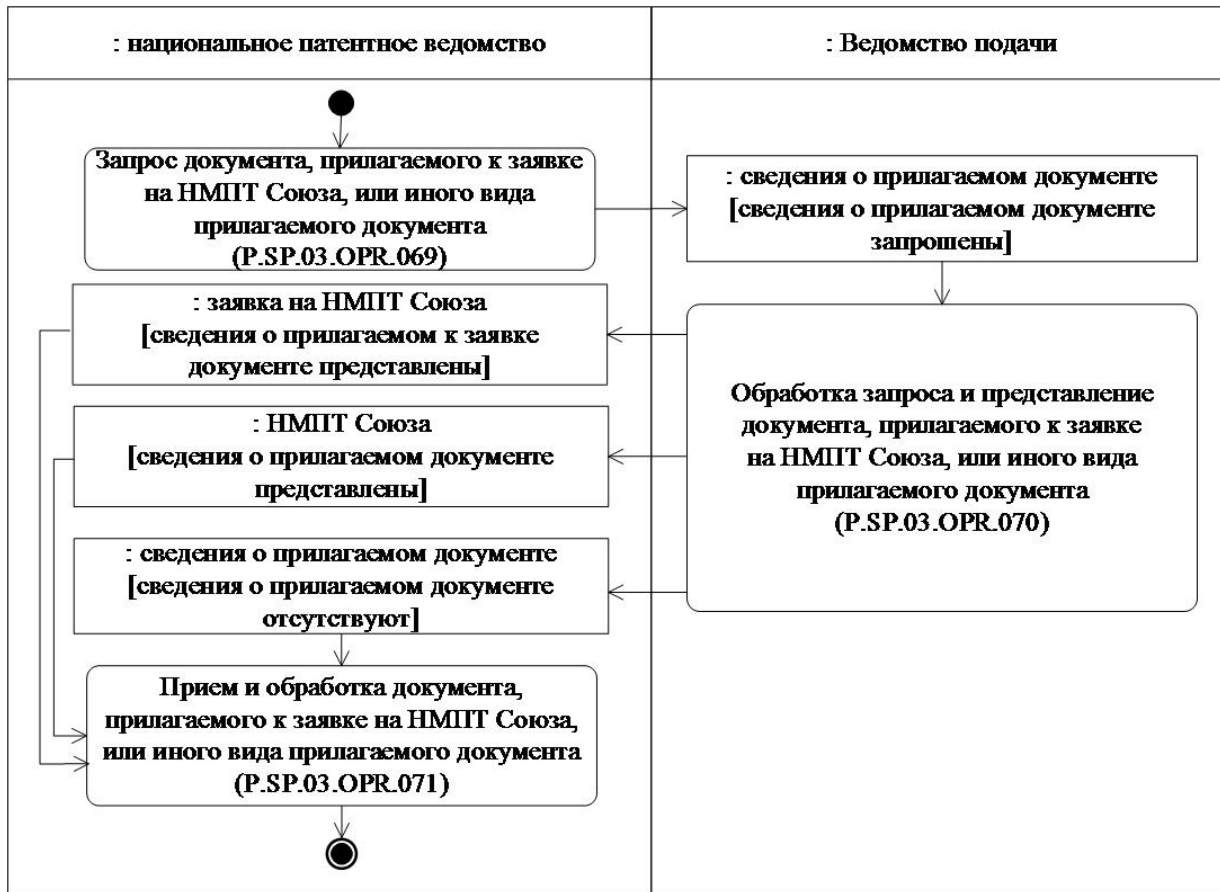 : национальное патентное ведомство
: Ведомство подачи
Запрос документа, прилагаемого к заявке
на НМПТ Союза, или иного вида
прилагаемого документа
(P.SP.03.OPR.069)
: сведения о прилагаемом документе
[сведения о прилагаемом документе
запрошены]
: заявка на НМПТ Союза
[сведения о прилагаемом к заявке
документе представлены]
: НМПТ Союза
[сведения о прилагаемом документе
представлены]
: сведения о прилагаемом документе
[сведения о прилагаемом документе
отсутствуют]
Обработка запроса и представление
документа, прилагаемого к заявке
на НМПТ Союза, или иного вида
прилагаемого документа
(P.SP.03.OPR.070)
Прием и обработка документа,
прилагаемого к заявке на НМПТ Союза,
или иного вида прилагаемого документа
(P.SP.03.OPR.071)